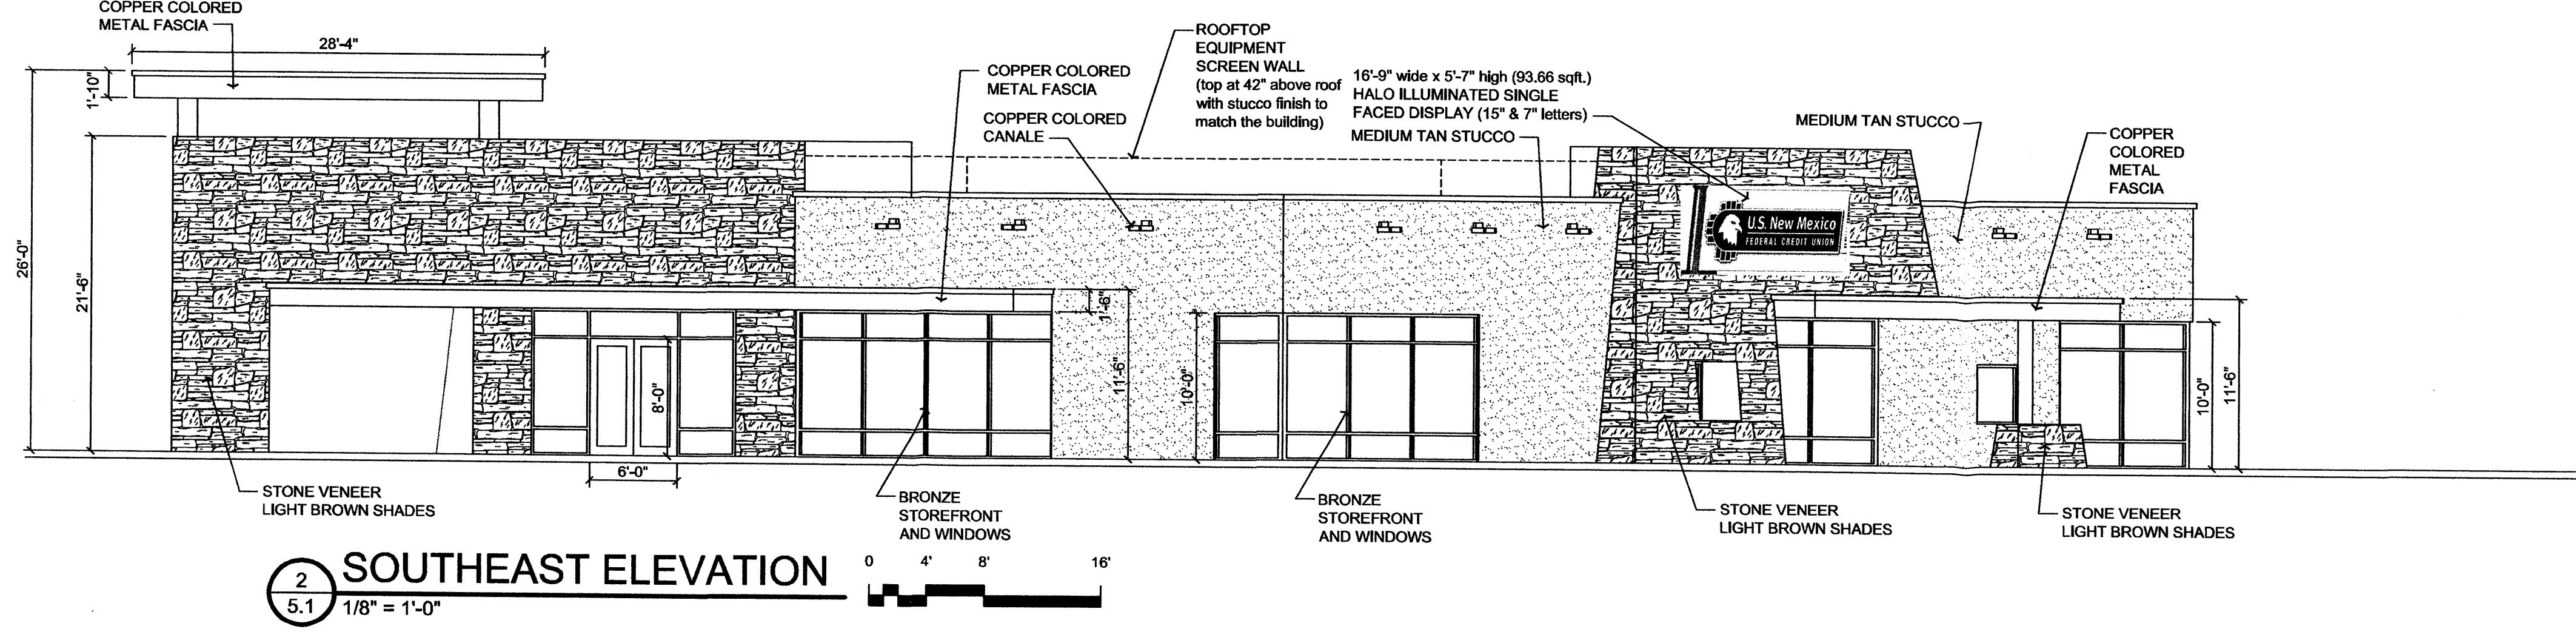 COPPER COLORED
METAL FASCIA
28'-4"
1'-10"
26'-0"
21'-6"
COPPER COLORED
METAL FASCIA
COPPER COLORED
CANALE
ROOFTOP
EQUIPMENT
SCREEN WALL
(top at 42" above roof
with stucco finish to
match the building)
16'-9" wide x 5'-7" high (93.66 sqft.)
HALO ILLUMINATED SINGLE
FACED DISPLAY (15" & 7" letters)
MEDIUM TAN STUCCO
MEDIUM TAN STUCCO
COPPER
COLORED
METAL
FASCIA
U.S. New Mexico
FEDERAL CREDIT UNION
1'-6"
11'-6"
10'-0"
8'-0"
6'-0"
10'-0"
11'-6"
STONE VENEER
LIGHT BROWN SHADES
BRONZE
STOREFRONT
AND WINDOWS
BRONZE
STOREFRONT
AND WINDOWS
STONE VENEER
LIGHT BROWN SHADES
STONE VENEER
LIGHT BROWN SHADES
2
5.1
SOUTHEAST ELEVATION
1/8" = 1'-0"
0 4' 8' 16'